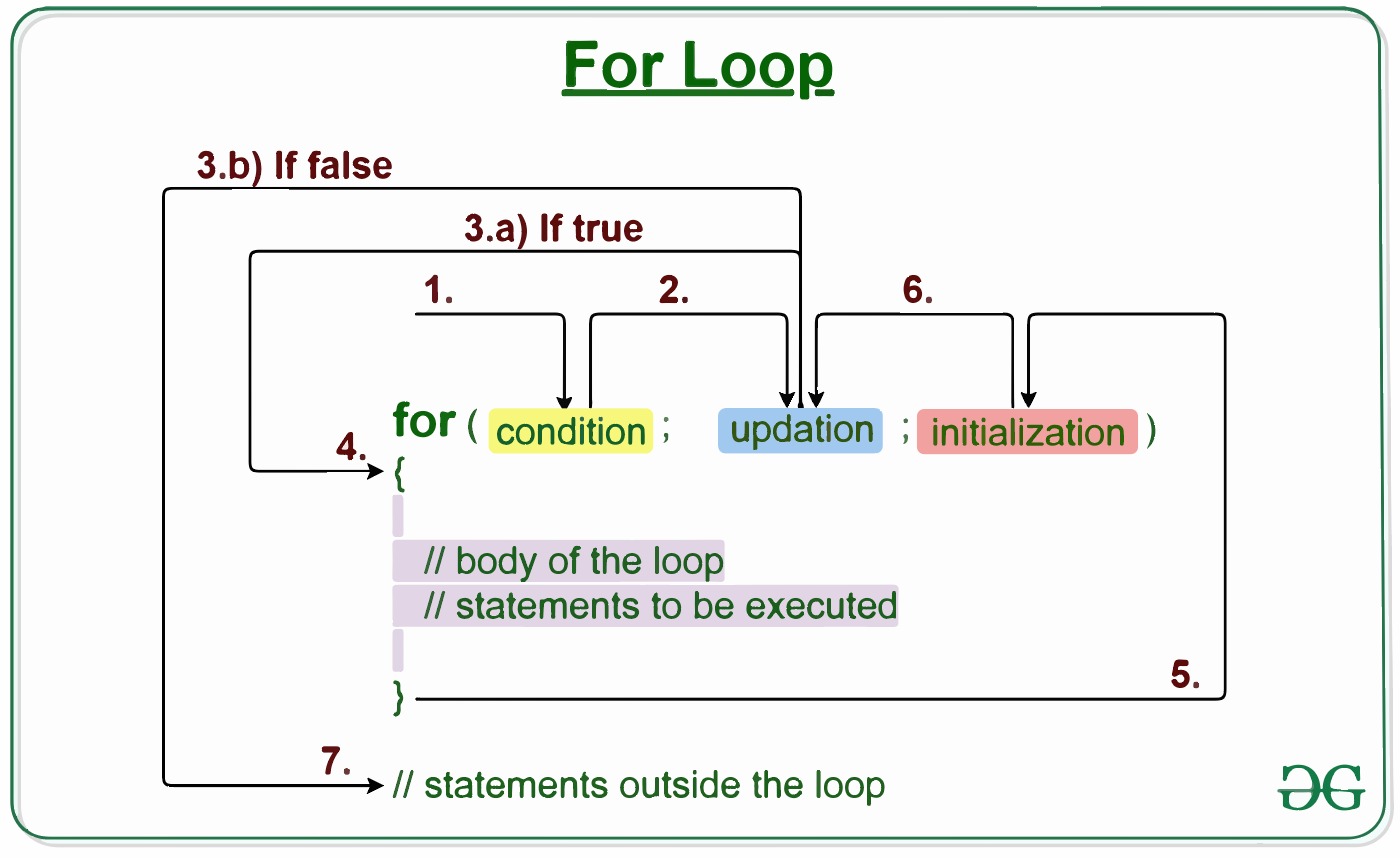 For Loop
3.b) If false
3.a) If true
1. 2. 6.
for ( condition ; updation ; initialization )
4.
{
// body of the loop
// statements to be executed
5.
}
7.
// statements outside the loop